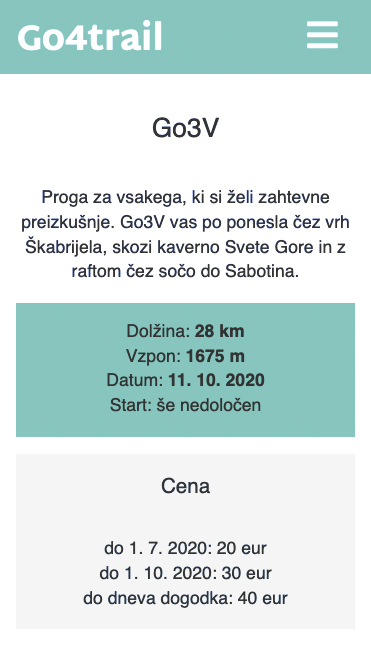 Go4trail
Go3V
Proga za vsakega, ki si želi zahtevne
preizkušnje. Go3V vas po ponesla čez vrh
Škabrijela, skozi kaverno Svete Gore in z
raftom čez sočo do Sabotina.
Dolžina: 28 km
Vzpon: 1675 m
Datum: 11. 10. 2020
Start: še nedoločen
Cena
do 1. 7. 2020: 20 eur
do 1. 10. 2020: 30 eur
do dneva dogodka: 40 eur